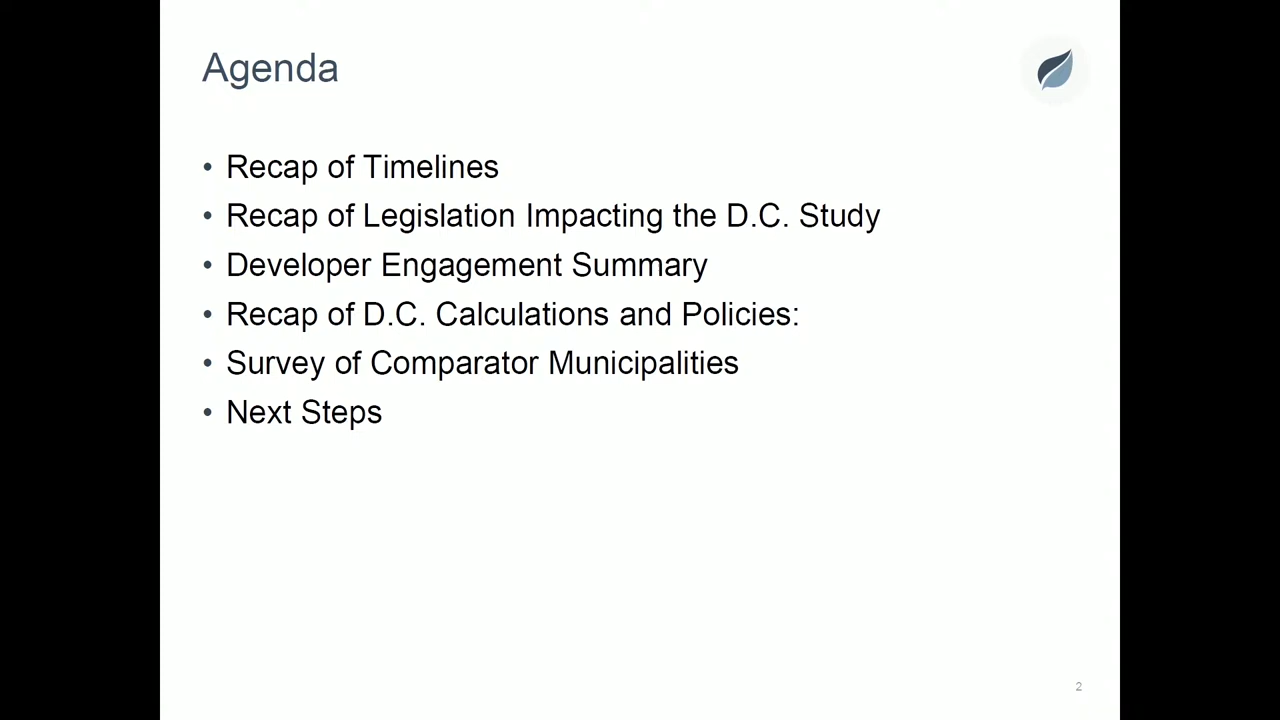 Agenda
• Recap of Timelines
• Recap of Legislation Impacting the D.C. Study
• Developer Engagement Summary
• Recap of D.C. Calculations and Policies:
• Survey of Comparator Municipalities
• Next Steps
2